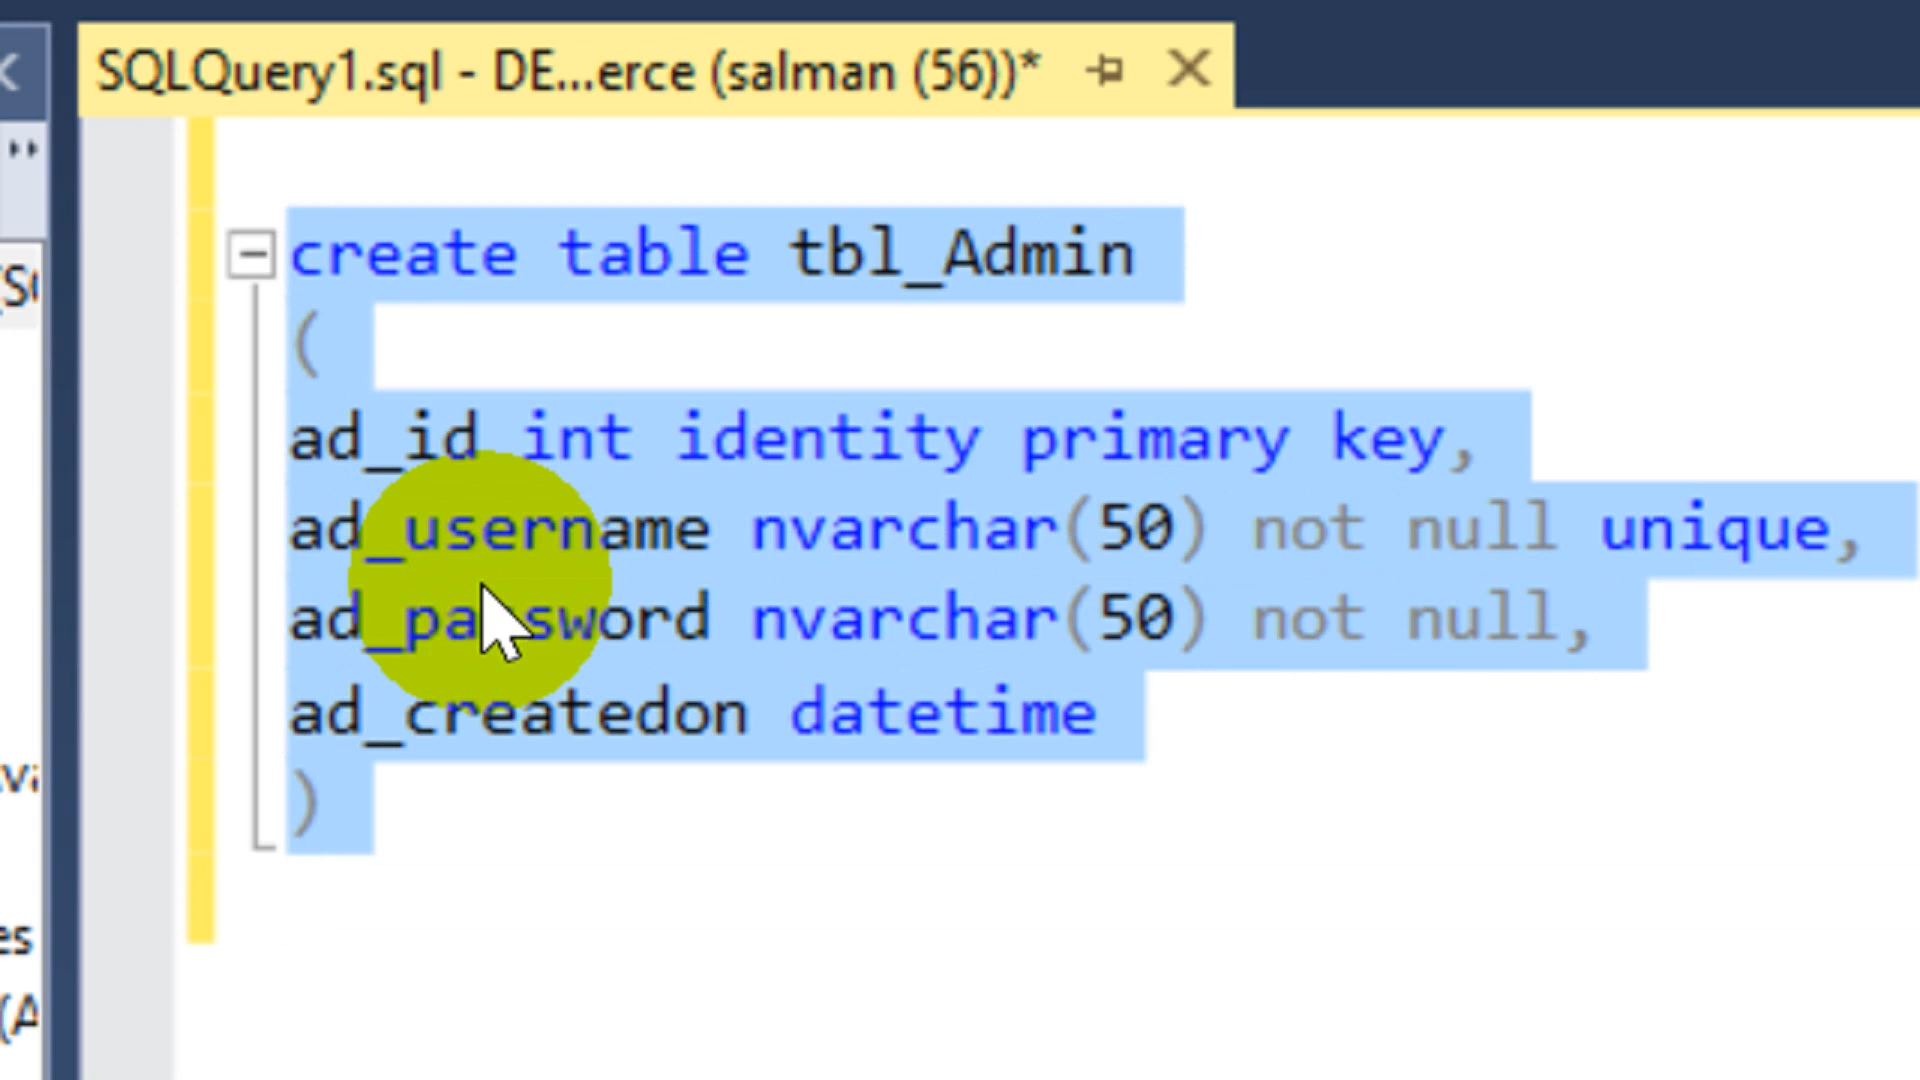 SQLQuery1.sql - DE...erce (salman (56))*
create table tbl_Admin
(
ad_id int identity primary key,
ad_username nvarchar(50) not null unique,
ad_password nvarchar(50) not null,
ad_createdon datetime
)